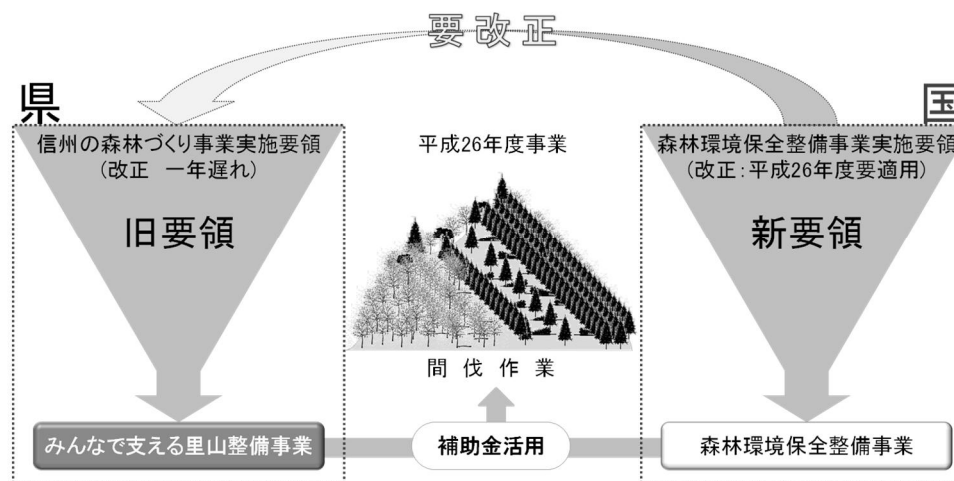 要改正
県
国
信州の森林づくり事業実施要領
(改正 一年遅れ)
旧要領
平成26年度事業
森林環境保全整備事業実施要領
(改正:平成26年度要適用)
新要領
間伐作業
みんなで支える里山整備事業
補助金活用
森林環境保全整備事業